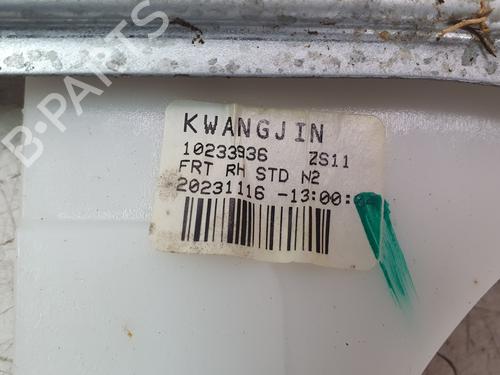 B-PARTS
KWANGJIN
10233936 ZS11
FRT RH STD N2
20231116 -13:00: